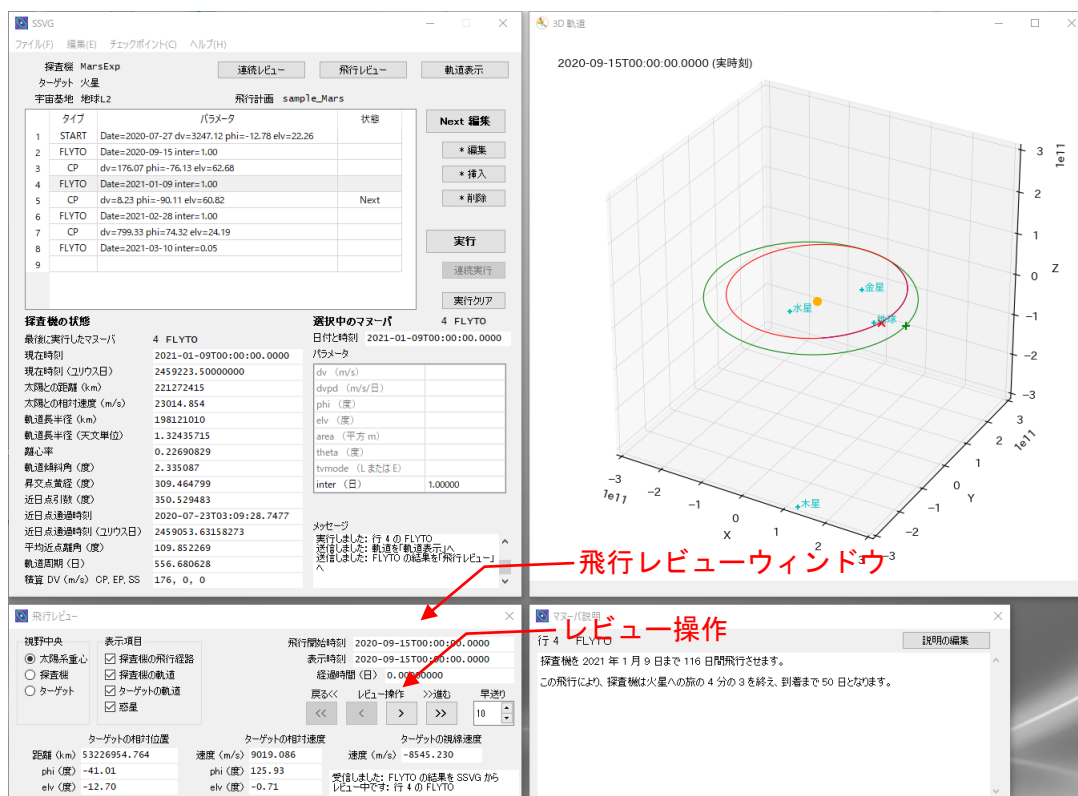 SSVG
ファイル(F) 編集(E) チェックポイント(C) ヘルプ(H)
探査機 MarsExp
ターゲット 火星
宇宙基地 地球L2
連続レビュー 飛行レビュー 軌道表示
飛行計画 sample_Mars
タイプ パラメータ 状態
1 START Date=2020-07-27 dv=3247.12 phi=-12.78 elv=22.26
2 FLYTO Date=2020-09-15 inter=1.00
3 CP dv=176.07 phi=-76.13 elv=62.68
4 FLYTO Date=2021-01-09 inter=1.00
5 CP dv=8.23 phi=-90.11 elv=60.82 Next
6 FLYTO Date=2021-02-28 inter=1.00
7 CP dv=799.33 phi=74.32 elv=24.19
8 FLYTO Date=2021-03-10 inter=0.05
9
Next 編集
* 編集
* 挿入
* 削除
実行
連続実行
実行クリア
探査機の状態
最後に実行したマヌーバ 4 FLYTO
現在時刻 2021-01-09T00:00:00.0000
現在時刻 (ユリウス日) 2459223.50000000
太陽との距離 (km) 221272415
太陽との相対速度 (m/s) 23014.854
軌道長半径 (km) 198121010
軌道長半径 (天文単位) 1.32435715
離心率 0.22690829
軌道傾斜角 (度) 2.335087
昇交点黄経 (度) 309.464799
近日点引数 (度) 350.529483
近日点通過時刻 2020-07-23T03:09:28.7477
近日点通過時刻 (ユリウス日) 2459053.63158273
平均近点離角 (度) 109.852269
軌道周期 (日) 556.680628
積算 DV (m/s) CP, EP, SS 176, 0, 0
選択中のマヌーバ 4 FLYTO
日付と時刻 2021-01-09T00:00:00.0000
パラメータ
dv (m/s)
dvpd (m/s/日)
phi (度)
elv (度)
area (平方 m)
theta (度)
tvmode (L または E)
inter (日) 1.00000
メッセージ
実行しました: 行 4 の FLYTO
送信しました: 軌道を「軌道表示」へ
送信しました: FLYTO の結果を「飛行レビュー」
へ
3D 軌道
2020-09-15T00:00:00.0000 (実時刻)
水星
金星
地球
木星
3
2
1
0
−1
−2
−3
1e11
Z
−3
−2
−1
0
1
2
3
1e11
X
−3
−2
−1
0
1
2
3
1e11
Y
飛行レビューウィンドウ
レビュー操作
飛行レビュー
視野中央
太陽系重心
探査機
ターゲット
表示項目
探査機の飛行経路
探査機の軌道
ターゲットの軌道
惑星
飛行開始時刻 2020-09-15T00:00:00.0000
表示時刻 2020-09-15T00:00:00.0000
経過時間 (日) 0.00000000
戻る<< レビュー操作 >>進む 早送り
<< < > >> 10
ターゲットの相対位置 ターゲットの相対速度 ターゲットの視線速度
距離 (km) 53226954.764 速度 (m/s) 9019.086 速度 (m/s) -8545.230
phi (度) -41.01 phi (度) 125.93
elv (度) -12.70 elv (度) -0.71
受信しました: FLYTO の結果を SSVG から
レビュー中です: 行 4 の FLYTO
マヌーバ説明
行 4 FLYTO 説明の編集
探査機を 2021 年 1 月 9 日まで 116 日間飛行させます。
この飛行により、探査機は火星への旅の 4 分の 3 を終え、到着まで 50 日となります。